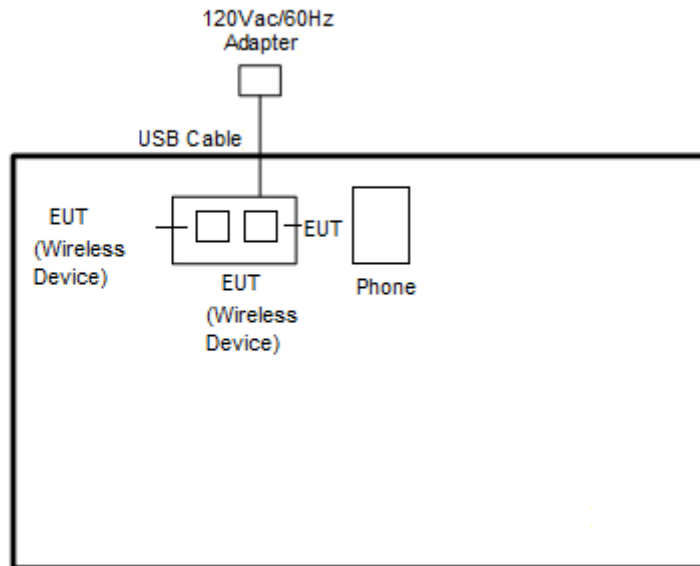 120Vac/60Hz
Adapter
USB Cable
EUT
(Wireless
Device)
EUT
EUT
(Wireless
Device)
Phone